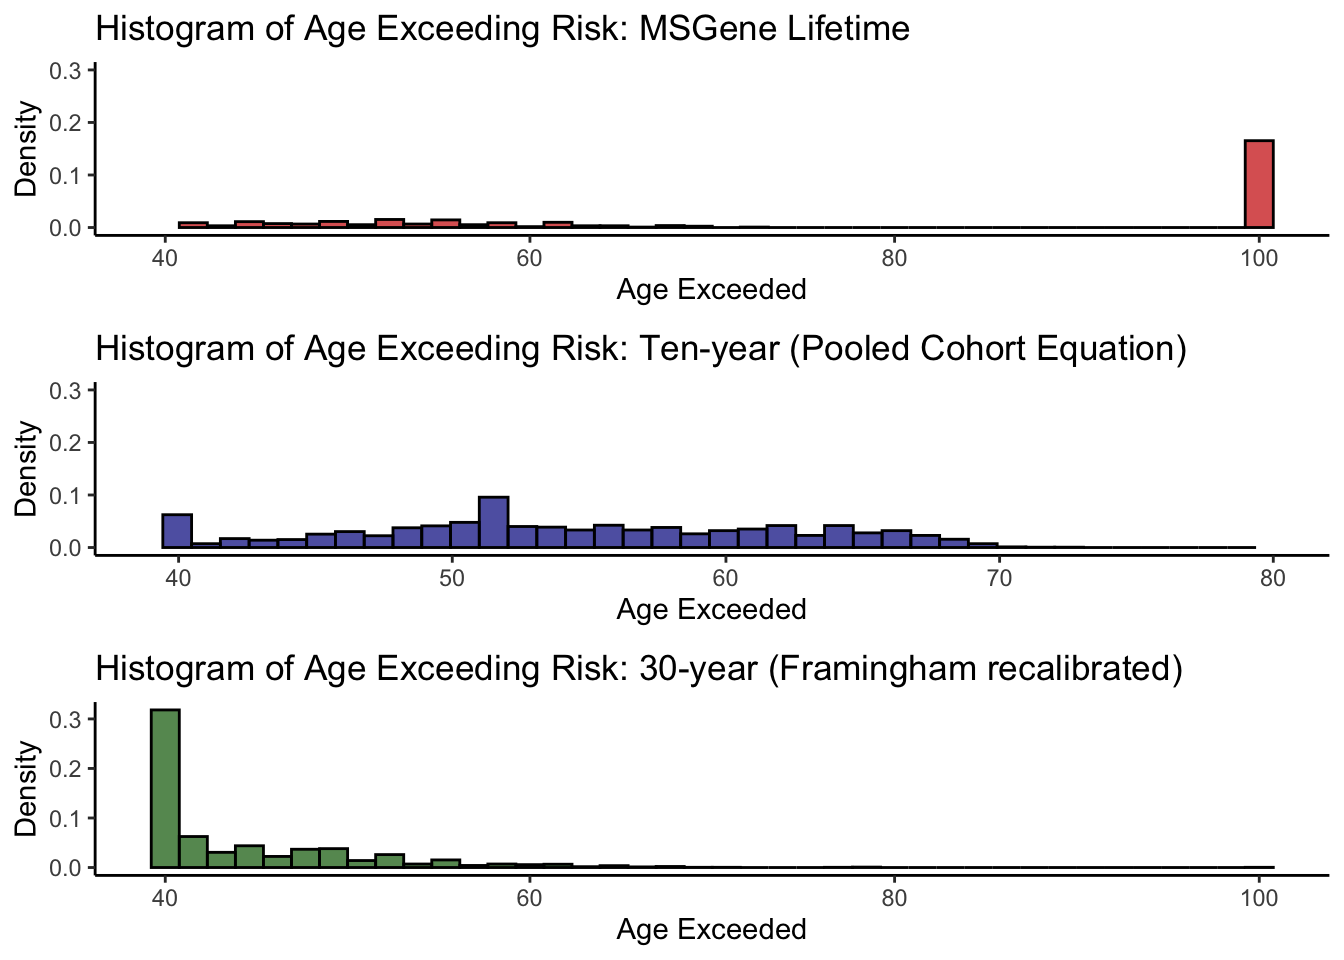 Histogram of Age Exceeding Risk: MSGene Lifetime
0.3
0.2
0.1
0.0
Density
40 60 80 100
Age Exceeded
Histogram of Age Exceeding Risk: Ten-year (Pooled Cohort Equation)
0.3
0.2
0.1
0.0
Density
40 50 60 70 80
Age Exceeded
Histogram of Age Exceeding Risk: 30-year (Framingham recalibrated)
0.3
0.2
0.1
0.0
Density
40 60 80 100
Age Exceeded